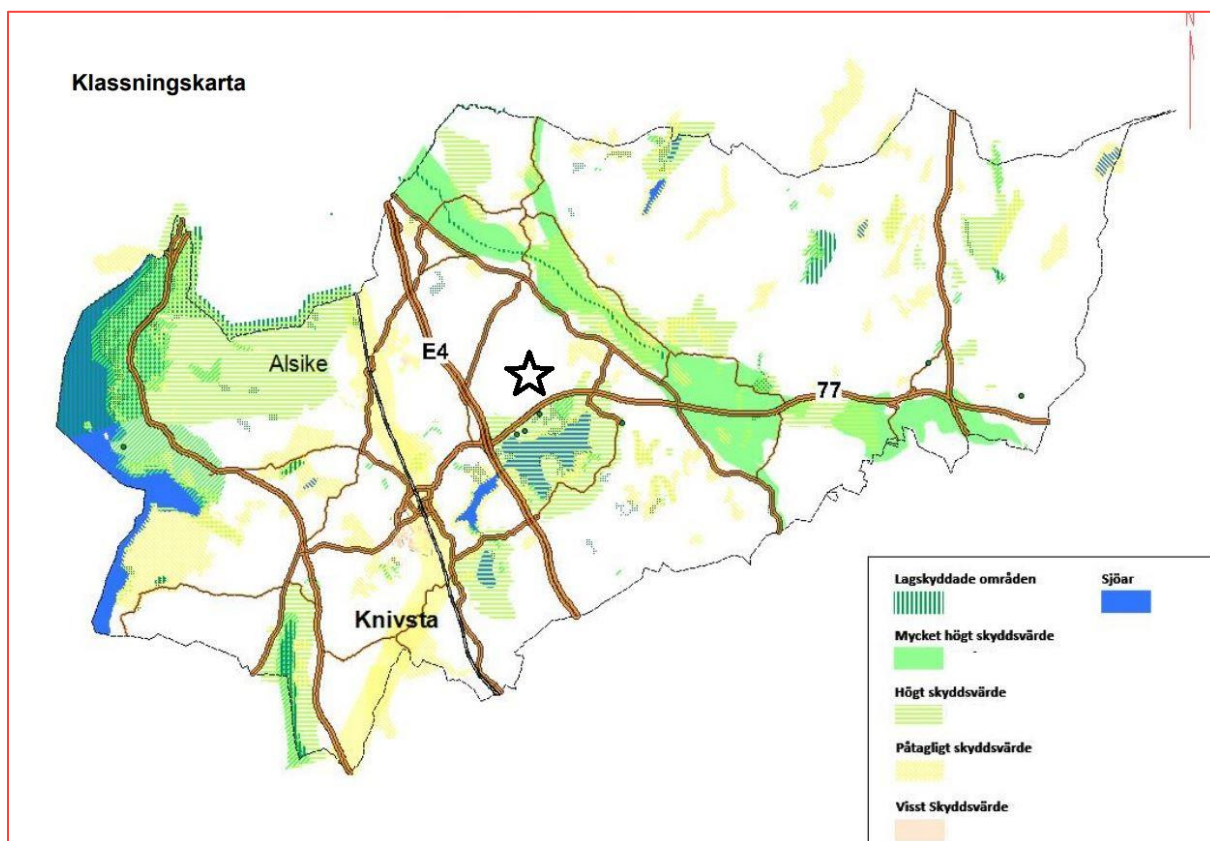 N
Klassningskarta
Alsike
E4
77
Knivsta
Lagskyddade områden
Sjöar
Mycket högt skyddsvärde
Högt skyddsvärde
Påtagligt skyddsvärde
Visst Skyddsvärde